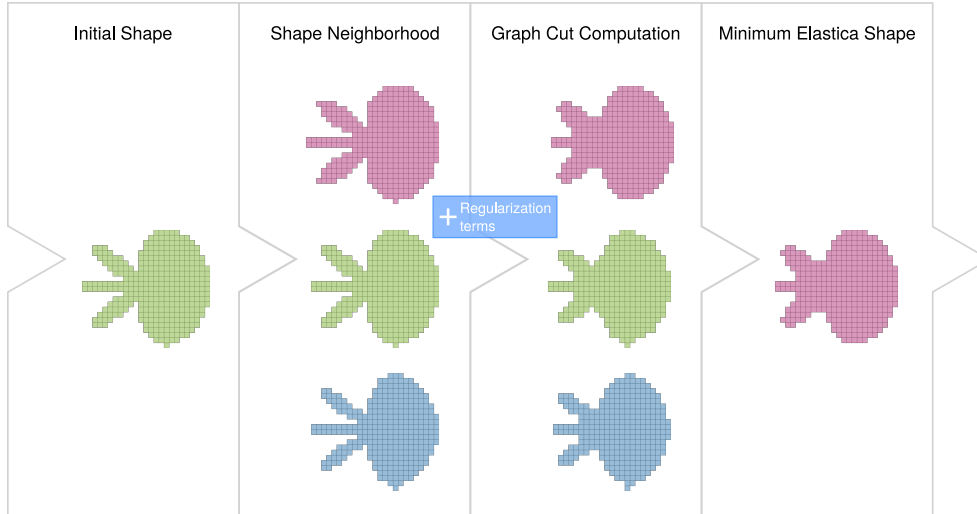 Initial Shape
Shape Neighborhood
Graph Cut Computation
Minimum Elastica Shape
+ Regularization
terms